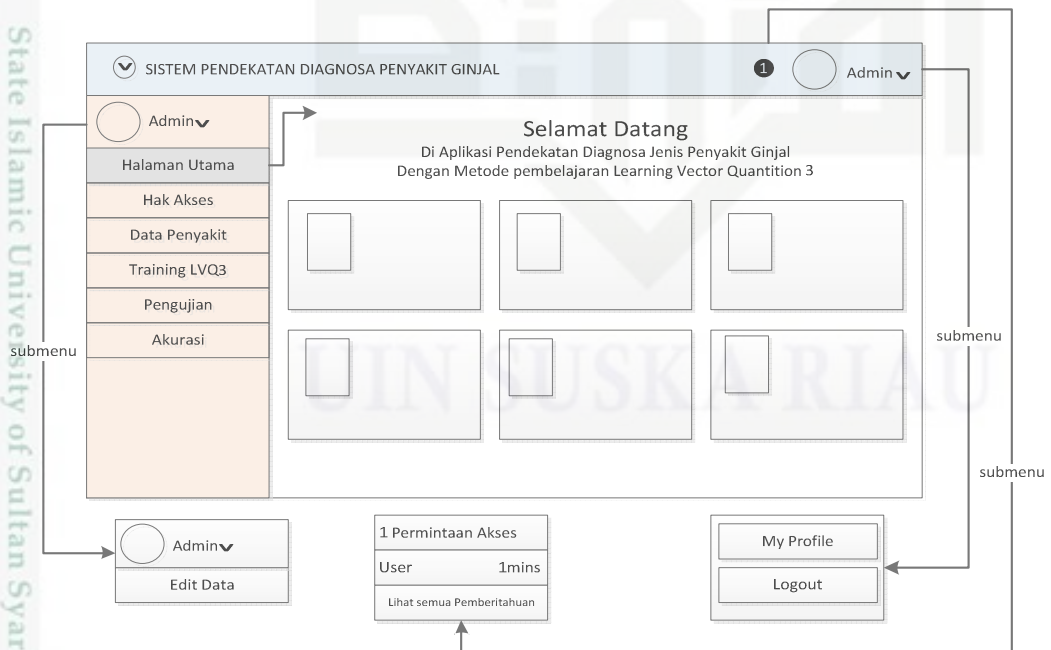 State Islamic University of Sultan Syar
SISTEM PENDEKATAN DIAGNOSA PENYAKIT GINJAL
1
Admin
Admin
Halaman Utama
Hak Akses
Data Penyakit
Training LVQ3
Pengujian
Akurasi
Selamat Datang
Di Aplikasi Pendekatan Diagnosa Jenis Penyakit Ginjal
Dengan Metode pembelajaran Learning Vector Quantition 3
submenu
submenu
submenu
UIN SUSKA RIAU
Admin
Edit Data
1 Permintaan Akses
User 1mins
Lihat semua Pemberitahuan
My Profile
Logout